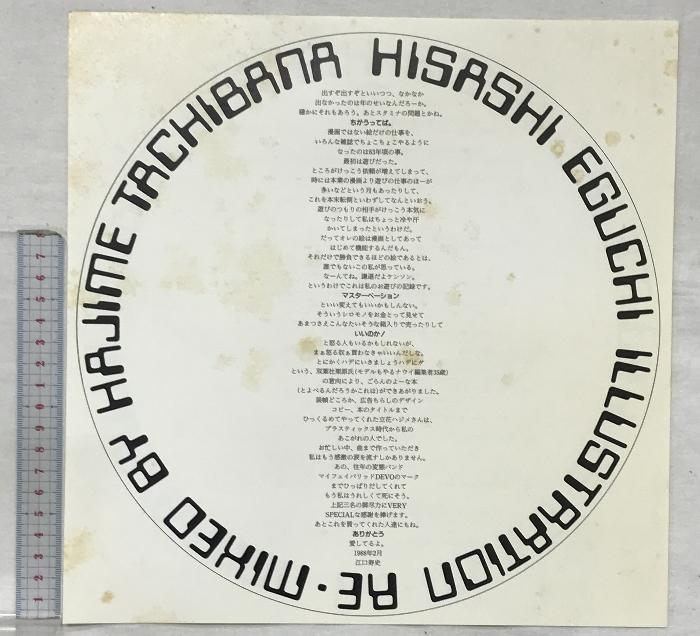 HISASHI EGUCHI ILLUSTRATION RE・MIXED BY HAJIME TACHIBANA
出すぞ出すぞといいつつ、なかなか
出なかったのは年のせいなんだろーか。
確かにそれもあろう。あとスタミナの問題とかね。
ちがうってば。
漫画ではない絵だけの仕事を、
いろんな雑誌でちょこちょこやるように
なったのは83年頃の事。
最初は遊びだった。
ところがけっこう依頼が増えてしまって、
時には本業の漫画より遊びの仕事のほーが
多いなどという月もあったりして、
これを本末転倒といわずしてなんといおう。
遊びのつもりの相手がけっこう本気に
なったりして私はちょっと冷や汗
かいてしまったというわけだ。
だってオレの絵は漫画としてあって
はじめて機能するんだもん。
それだけで勝負できるほどの絵であるとは、
誰でもないこの私が思っている。
なーんてね。謙遜だよケンソン。
というわけでこれは私のお遊びの記録です。
マスターベーション
といい変えてもいいかもしんない。
そういうシロモノをお金とって見せて
あまつさえこんなたいそうな箱入りで売ったりして
いいのか！
と怒る人もいるかもしれないが、
まぁ怒る奴ぁ買わなきゃいいんだしな。
とにかくハデにいきましょうハデにゲ
という、双葉社栗原氏(モデルもやるナウイ編集者35歳)
の意向により、ごらんのよーな本
(とよべるんだろうかこれは)ができあがりました。
装幀どころか、広告ちらしのデザイン
コピー、本のタイトルまで
ひっくるめてやってくれた立花ハジメさんは、
プラスティックス時代から私の
あこがれの人でした。
お忙しい中、曲まで作っていただき
私はもう感激の涙を流すしかありません。
あの、往年の変態バンド
マイフェイバリッドDEVOのマーク
までひっぱりだしてくれて
もう私はうれしくて死にそう。
上記三名の御尽力にVERY
SPECIALな感謝を捧げます。
あとこれを買ってくれた人達にもね。
ありがとう
愛してるよ。
1988年2月
江口寿史